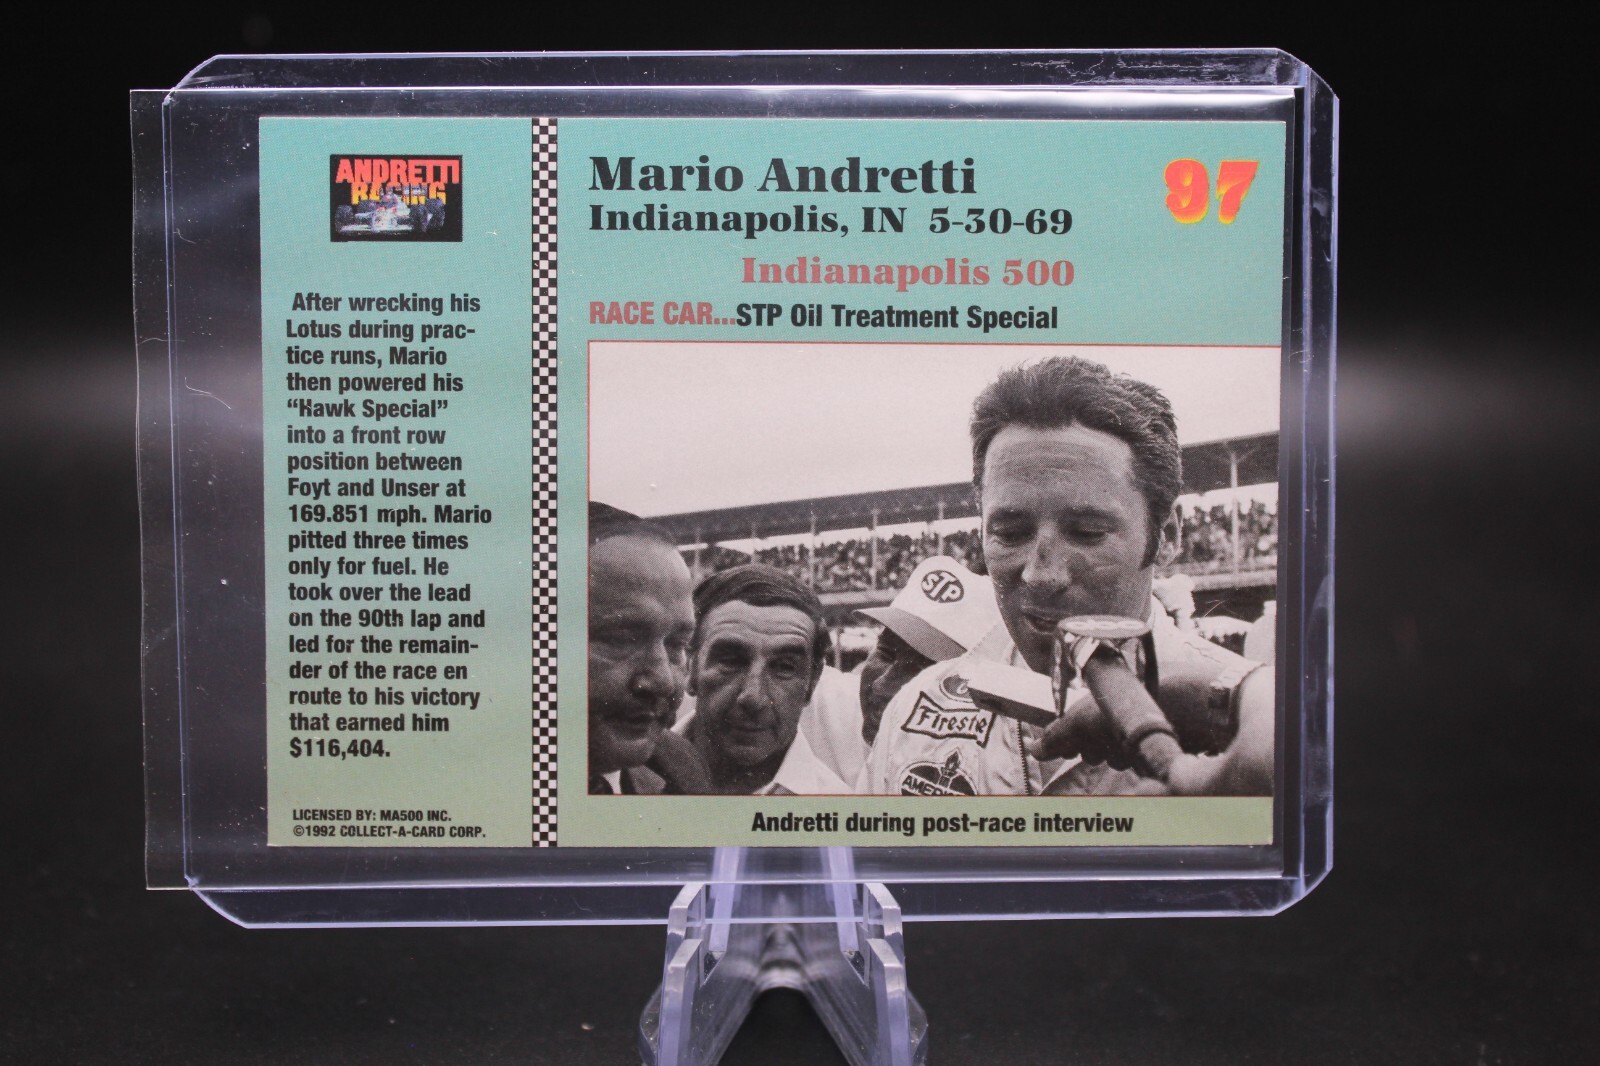 ANDRETTI
RACING
After wrecking his
Lotus during prac-
tice runs, Mario
then powered his
“Hawk Special”
into a front row
position between
Foyt and Unser at
169.851 mph. Mario
pitted three times
only for fuel. He
took over the lead
on the 90th lap and
led for the remain-
der of the race en
route to his victory
that earned him
$116,404.
LICENSED BY: MA500 INC.
©1992 COLLECT-A-CARD CORP.
Mario Andretti
97
Indianapolis, IN 5-30-69
Indianapolis 500
RACE CAR...STP Oil Treatment Special
STP
Firestone
Andretti during post-race interview